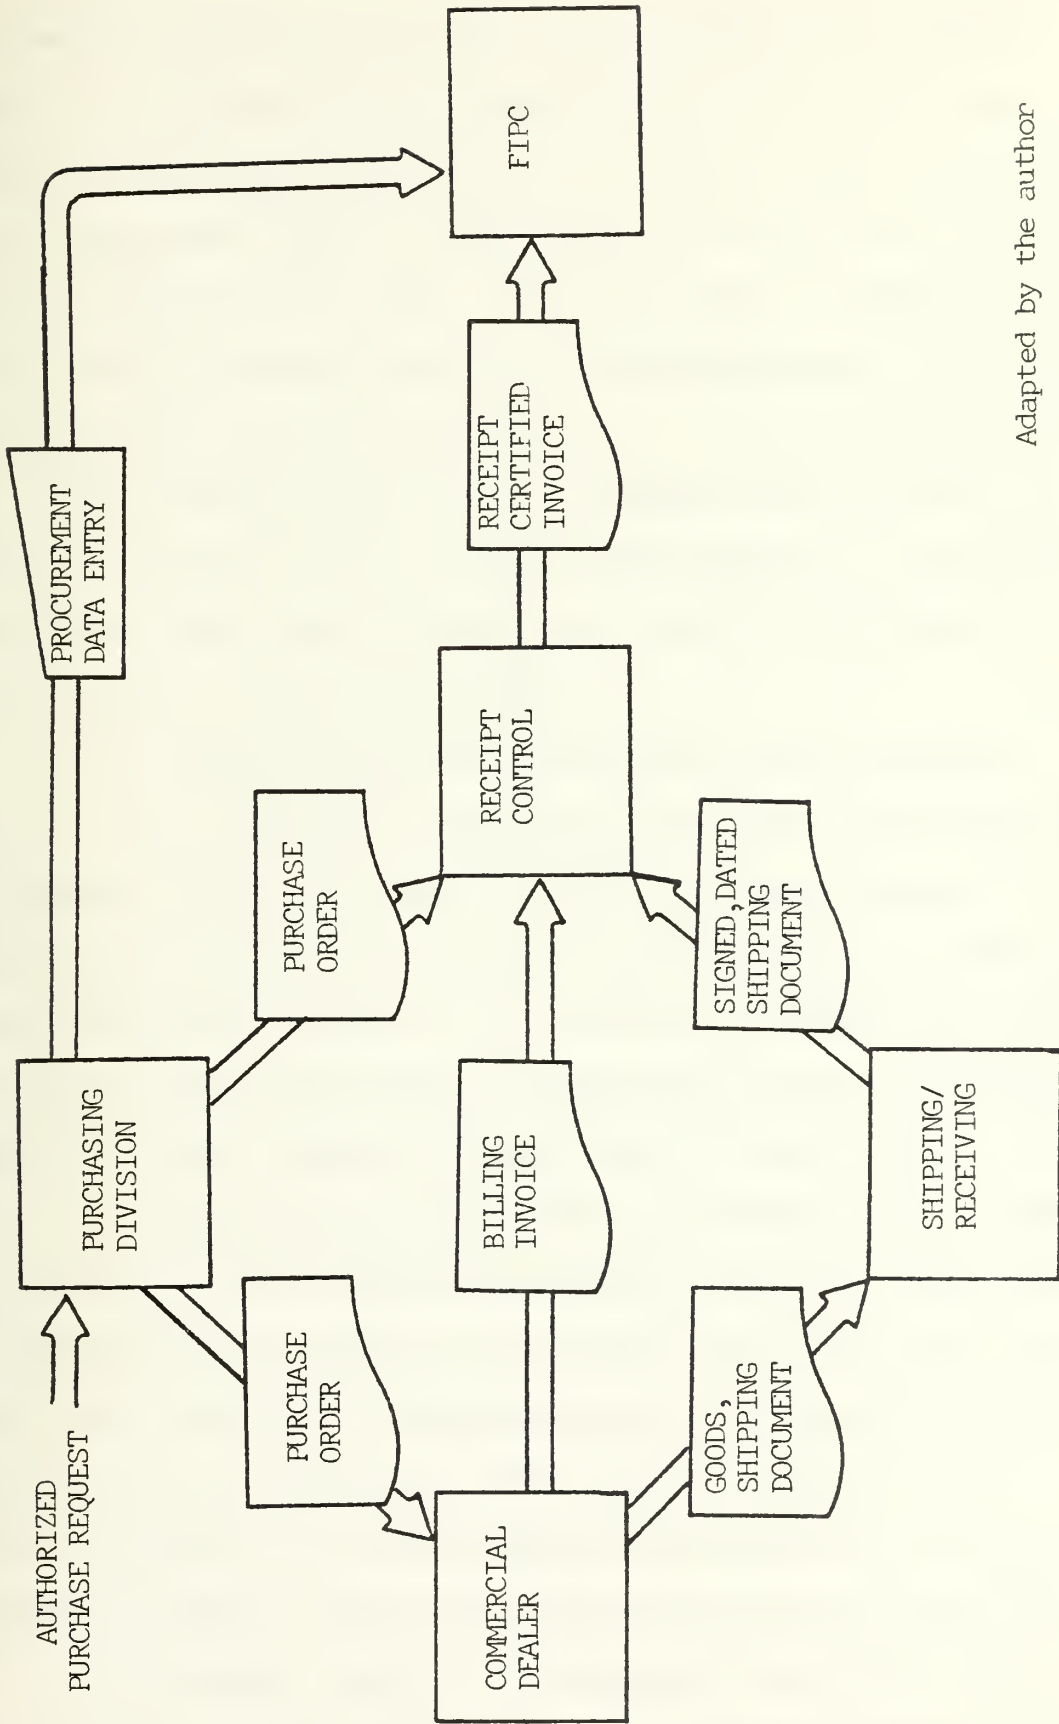 AUTHORIZED
PURCHASE REQUEST
PURCHASING
DIVISION
PROCUREMENT
DATA ENTRY
PURCHASE
ORDER
PURCHASE
ORDER
COMMERCIAL
DEALER
BILLING
INVOICE
RECEIPT
CONTROL
RECEIPT
CERTIFIED
INVOICE
FIPC
GOODS,
SHIPPING
DOCUMENT
SHIPPING/
RECEIVING
SIGNED,DATED
SHIPPING
DOCUMENT
Adapted by the author